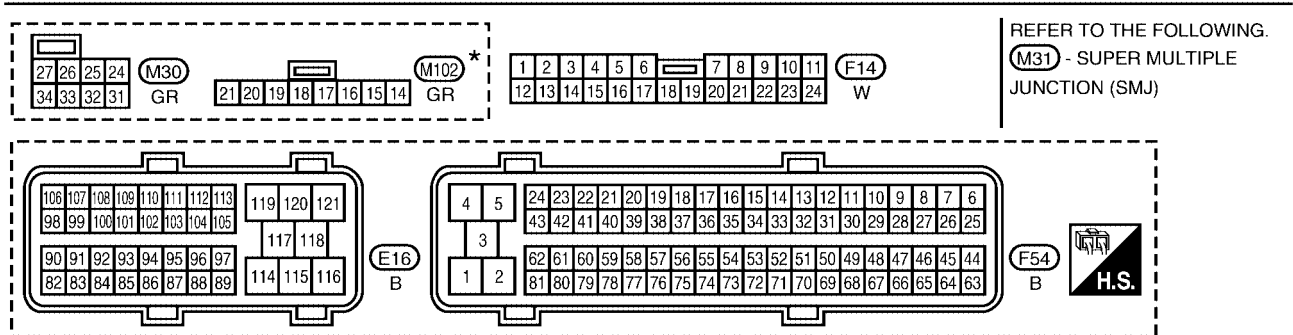 27 26 25 24
34 33 32 31
M30
GR
21 20 19 18 17 16 15 14
M102 *
GR
1 2 3 4 5 6 7 8 9 10 11
12 13 14 15 16 17 18 19 20 21 22 23 24
F14
W
REFER TO THE FOLLOWING.
M31 - SUPER MULTIPLE
JUNCTION (SMJ)
106 107 108 109 110 111 112 113
98 99 100 101 102 103 104 105
90 91 92 93 94 95 96 97
82 83 84 85 86 87 88 89
119 120 121
117 118
114 115 116
E16
B
4 5
3
1 2
24 23 22 21 20 19 18 17 16 15 14 13 12 11 10 9 8 7 6
43 42 41 40 39 38 37 36 35 34 33 32 31 30 29 28 27 26 25
62 61 60 59 58 57 56 55 54 53 52 51 50 49 48 47 46 45 44
81 80 79 78 77 76 75 74 73 72 71 70 69 68 67 66 65 64 63
F54
B
H.S.